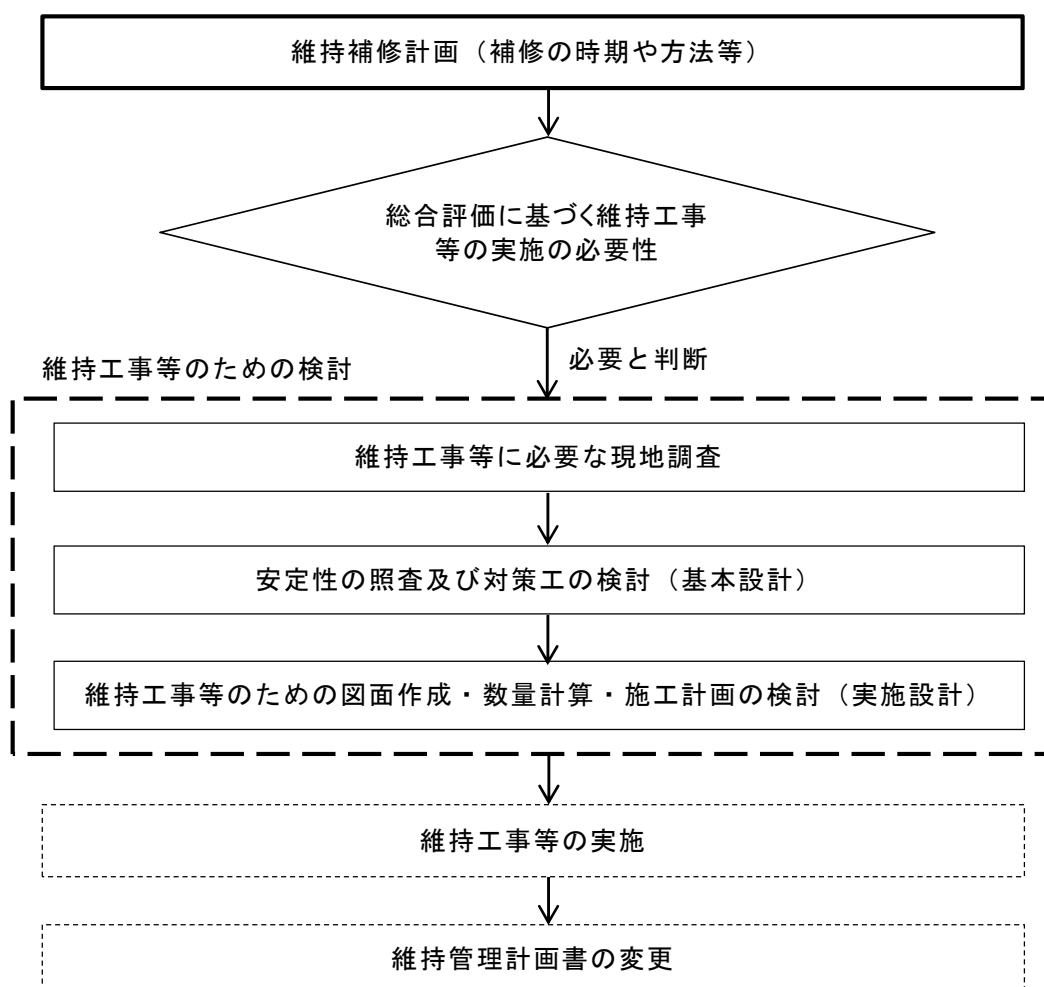 維持補修計画（補修の時期や方法等）
総合評価に基づく維持工事
等の実施の必要性
必要と判断
維持工事等のための検討
維持工事等に必要な現地調査
安定性の照査及び対策工の検討（基本設計）
維持工事等のための図面作成・数量計算・施工計画の検討（実施設計）
維持工事等の実施
維持管理計画書の変更